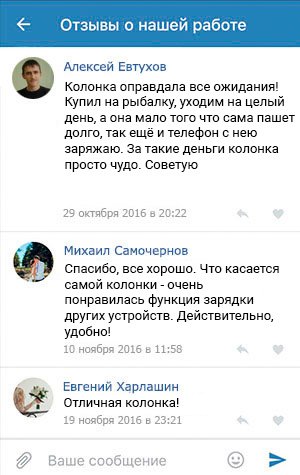 Отзывы о нашей работе
Алексей Евтухов
Колонка оправдала все ожидания!
Купил на рыбалку, уходим на целый
день, а она мало того что сама пашет
долго, так ещё и телефон с нею
заряжаю. За такие деньги колонка
просто чудо. Советую
29 октября 2016 в 20:22
Михаил Самочернов
Спасибо, все хорошо. Что касается
самой колонки - очень
понравилась функция зарядки
других устройств. Действительно,
удобно!
10 ноября 2016 в 11:58
Евгений Харлашин
Отличная колонка!
19 ноября 2016 в 23:21
Ваше сообщение